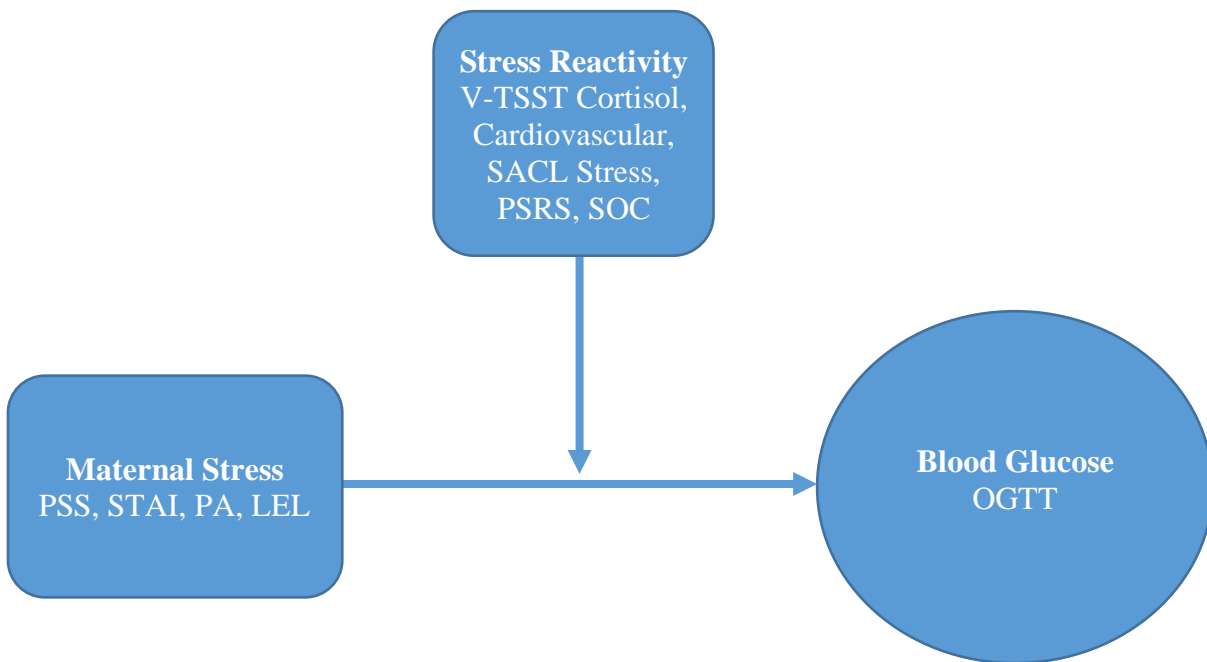 Stress Reactivity
V-TSST Cortisol,
Cardiovascular,
SACL Stress,
PSRS, SOC
Maternal Stress
PSS, STAI, PA, LEL
Blood Glucose
OGTT